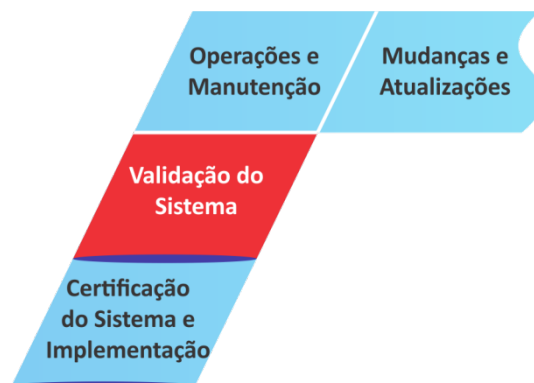 Operações e
Manutenção
Mudanças e
Atualizações
Validação do
Sistema
Certificação
do Sistema e
Implementação